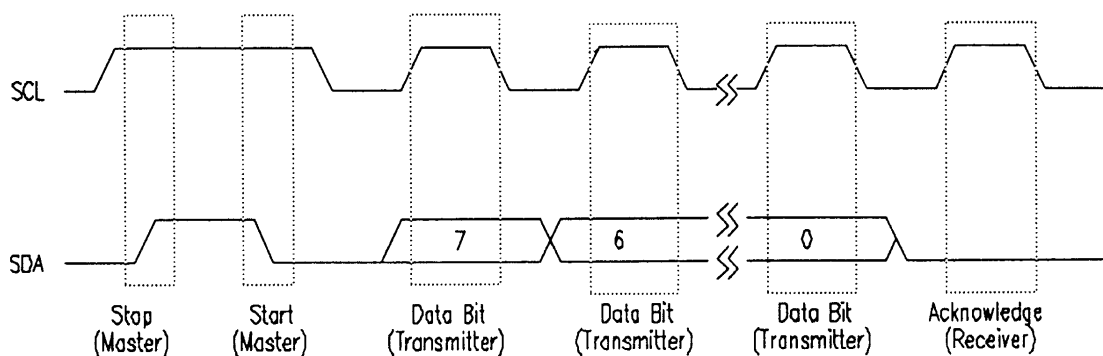 SCL
SDA
7
6
0
Stop
(Master)
Start
(Master)
Data Bit
(Transmitter)
Data Bit
(Transmitter)
Data Bit
(Transmitter)
Acknowledge
(Receiver)